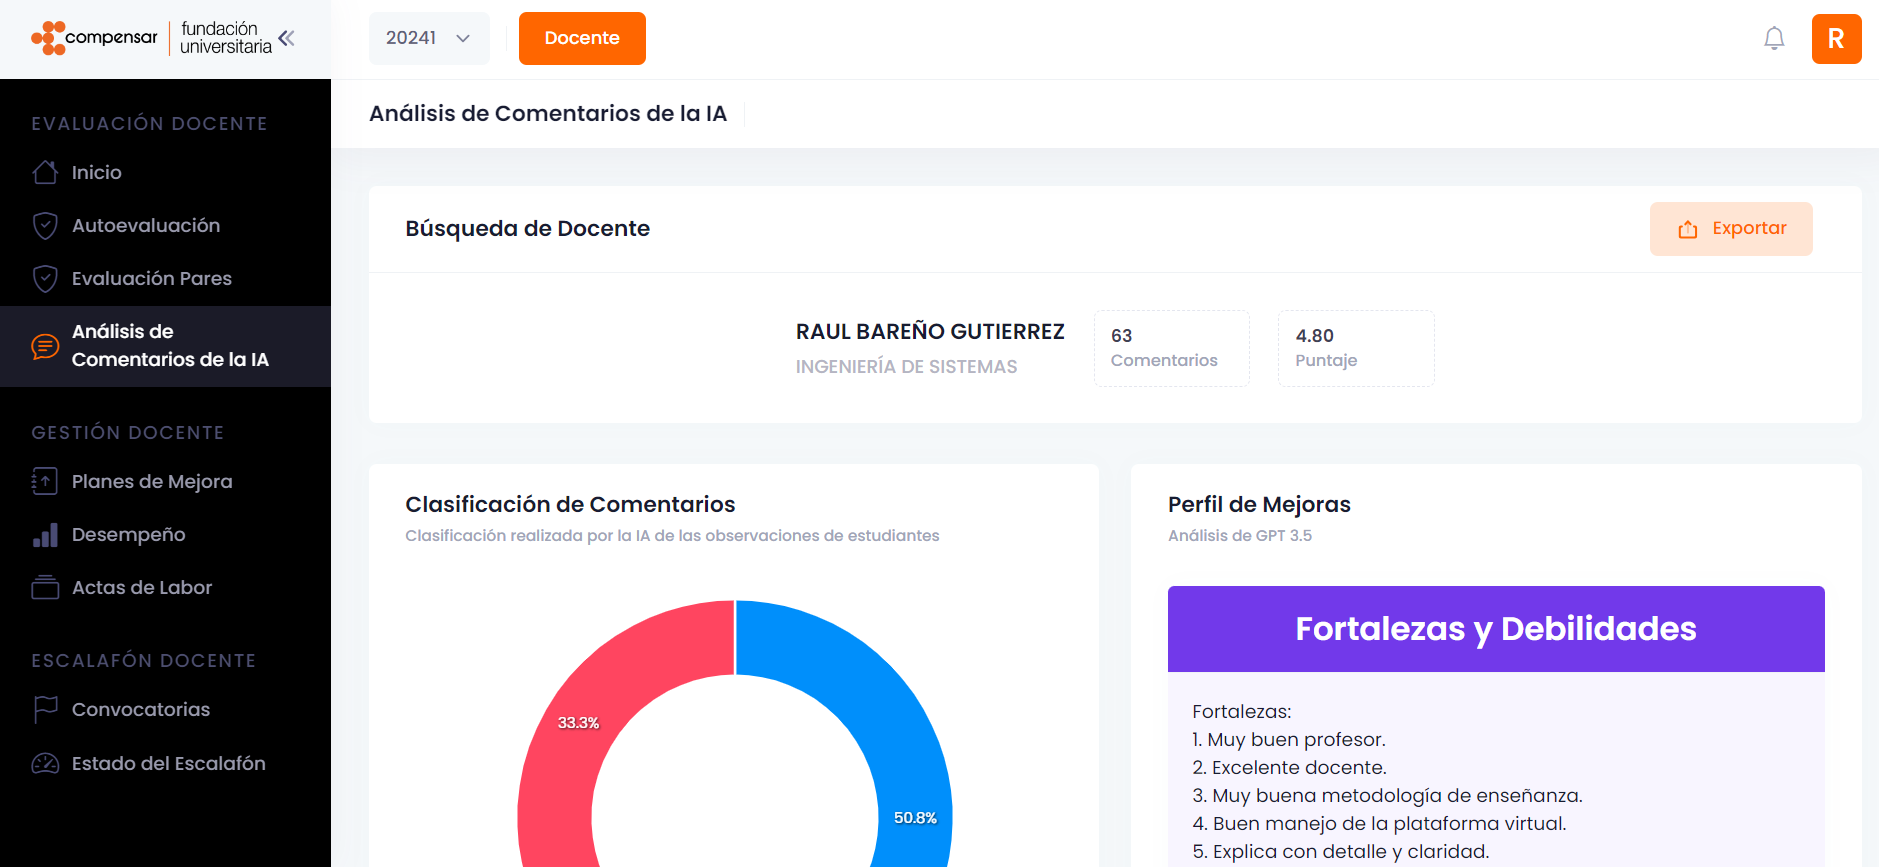 compensar
fundación
universitaria
20241
Docente
R
EVALUACIÓN DOCENTE
Inicio
Autoevaluación
Evaluación Pares
Análisis de
Comentarios de la IA
GESTIÓN DOCENTE
Planes de Mejora
Desempeño
Actas de Labor
ESCALAFÓN DOCENTE
Convocatorias
Estado del Escalafón
Análisis de Comentarios de la IA
Búsqueda de Docente
Exportar
RAUL BAREÑO GUTIERREZ
INGENIERÍA DE SISTEMAS
63
Comentarios
4.80
Puntaje
Clasificación de Comentarios
Clasificación realizada por la IA de las observaciones de estudiantes
33.3%
50.8%
Perfil de Mejoras
Análisis de GPT 3.5
Fortalezas y Debilidades
Fortalezas:
1. Muy buen profesor.
2. Excelente docente.
3. Muy buena metodología de enseñanza.
4. Buen manejo de la plataforma virtual.
5. Explica con detalle y claridad.